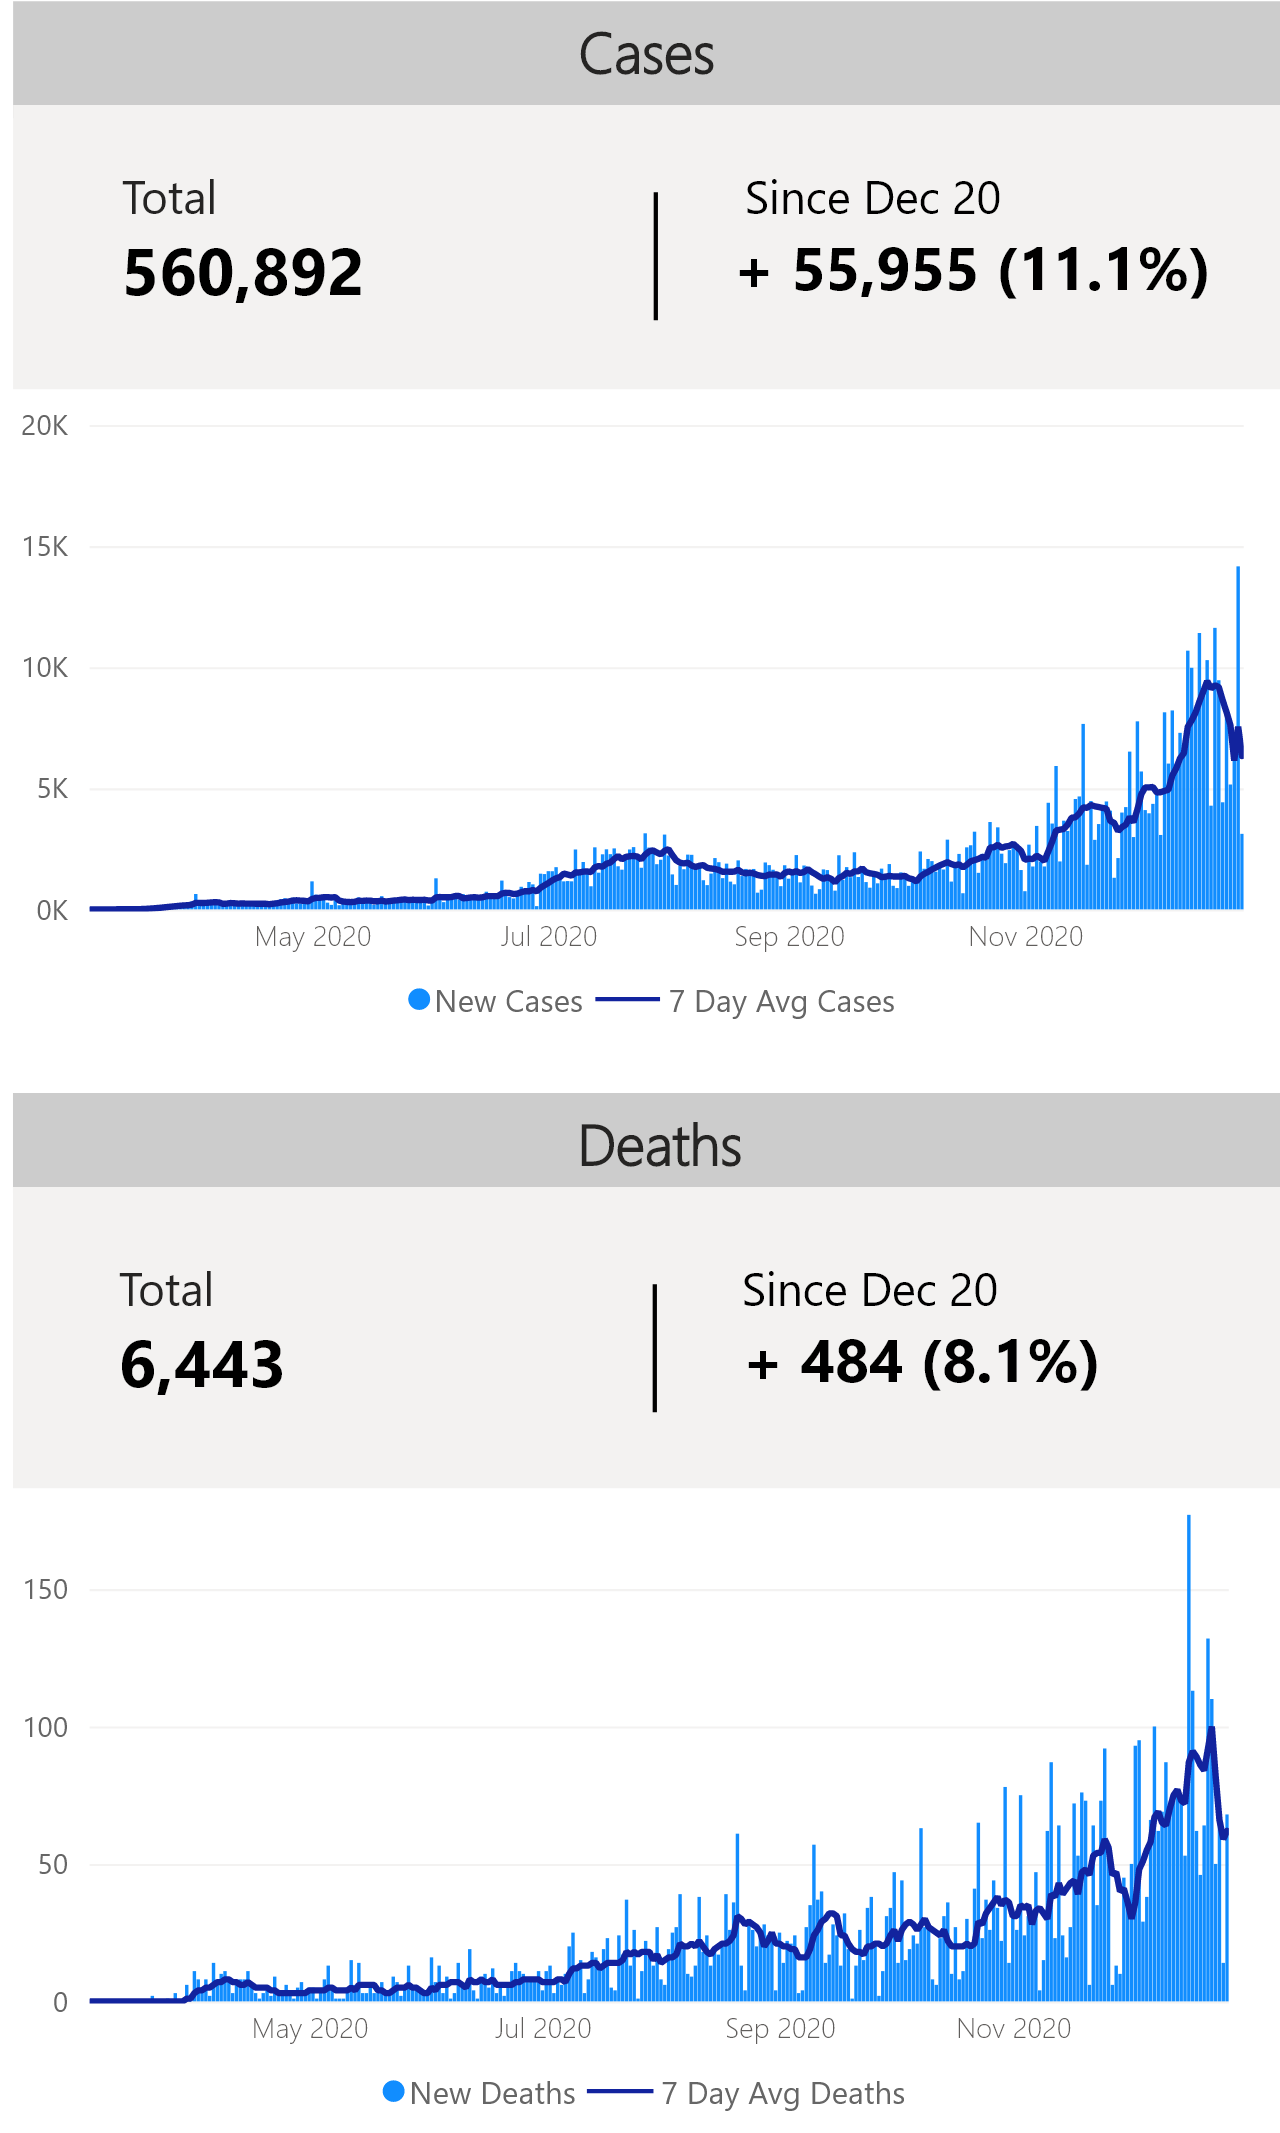 Cases
Total
Since Dec 20
560,892
+ 55,955 (11.1%)
20K
15K
10K
5K
0K
May 2020
Jul 2020
Sep 2020
Nov 2020
New Cases
7 Day Avg Cases
Deaths
Total
Since Dec 20
6,443
+ 484 (8.1%)
150
100
50
0
May 2020
Jul 2020
Sep 2020
Nov 2020
New Deaths
7 Day Avg Deaths